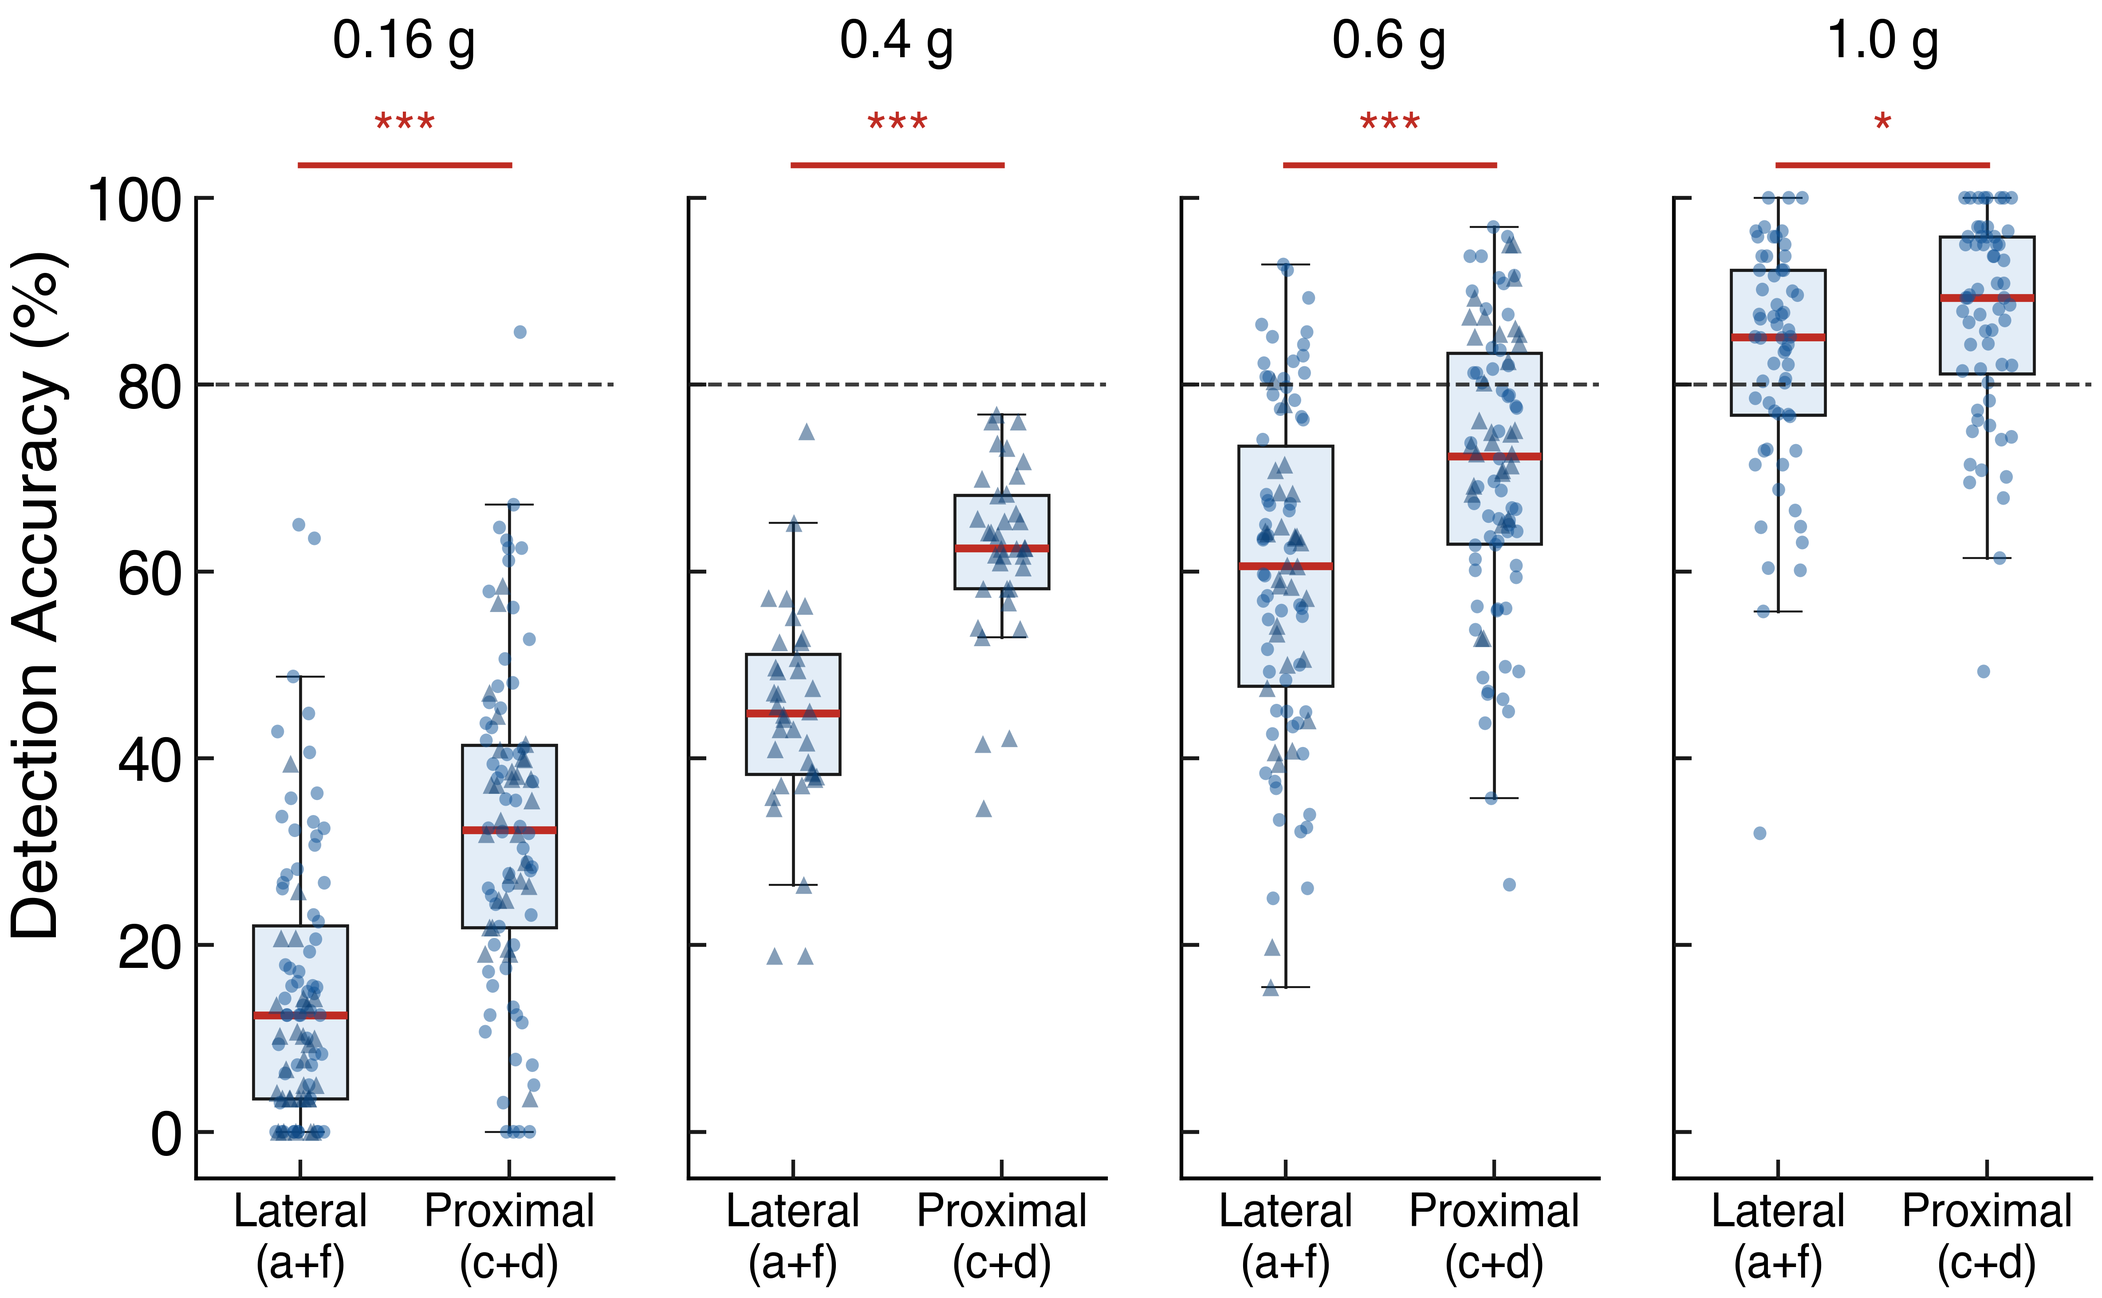 0.16 g
0.4 g
0.6 g
1.0 g
***
***
***
*
Detection Accuracy (%)
100
80
60
40
20
0
Lateral
(a+f)
Proximal
(c+d)
Lateral
(a+f)
Proximal
(c+d)
Lateral
(a+f)
Proximal
(c+d)
Lateral
(a+f)
Proximal
(c+d)